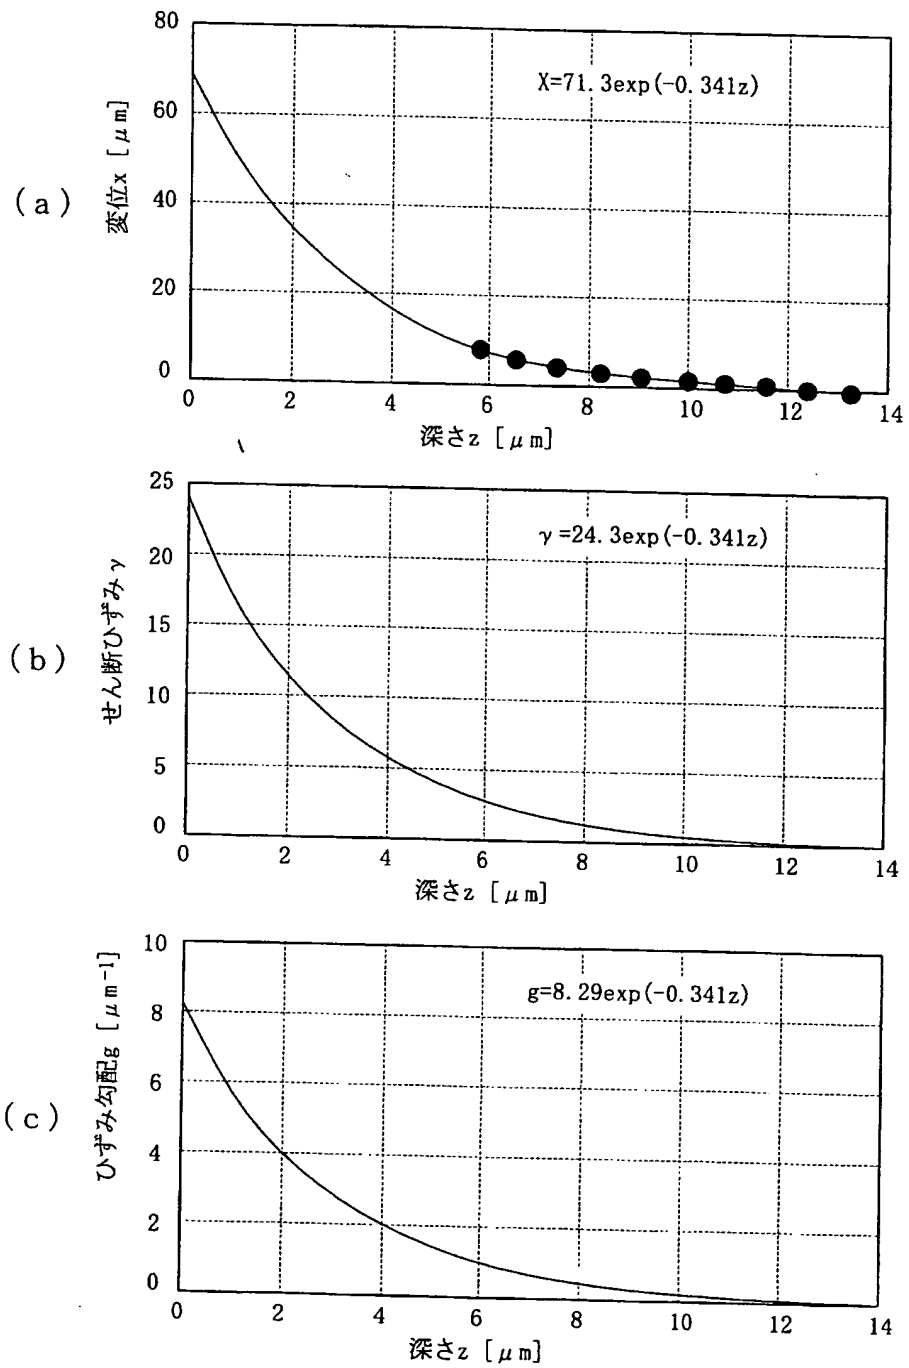 (a)
変位x [μm]
80
60
40
20
0
X=71.3exp(-0.341z)
0 2 4 6 8 10 12 14
深さz [μm]
(b)
せん断ひずみγ
25
20
15
10
5
0
γ=24.3exp(-0.341z)
0 2 4 6 8 10 12 14
深さz [μm]
(c)
ひずみ勾配g [μm⁻¹]
10
8
6
4
2
0
g=8.29exp(-0.341z)
0 2 4 6 8 10 12 14
深さz [μm]